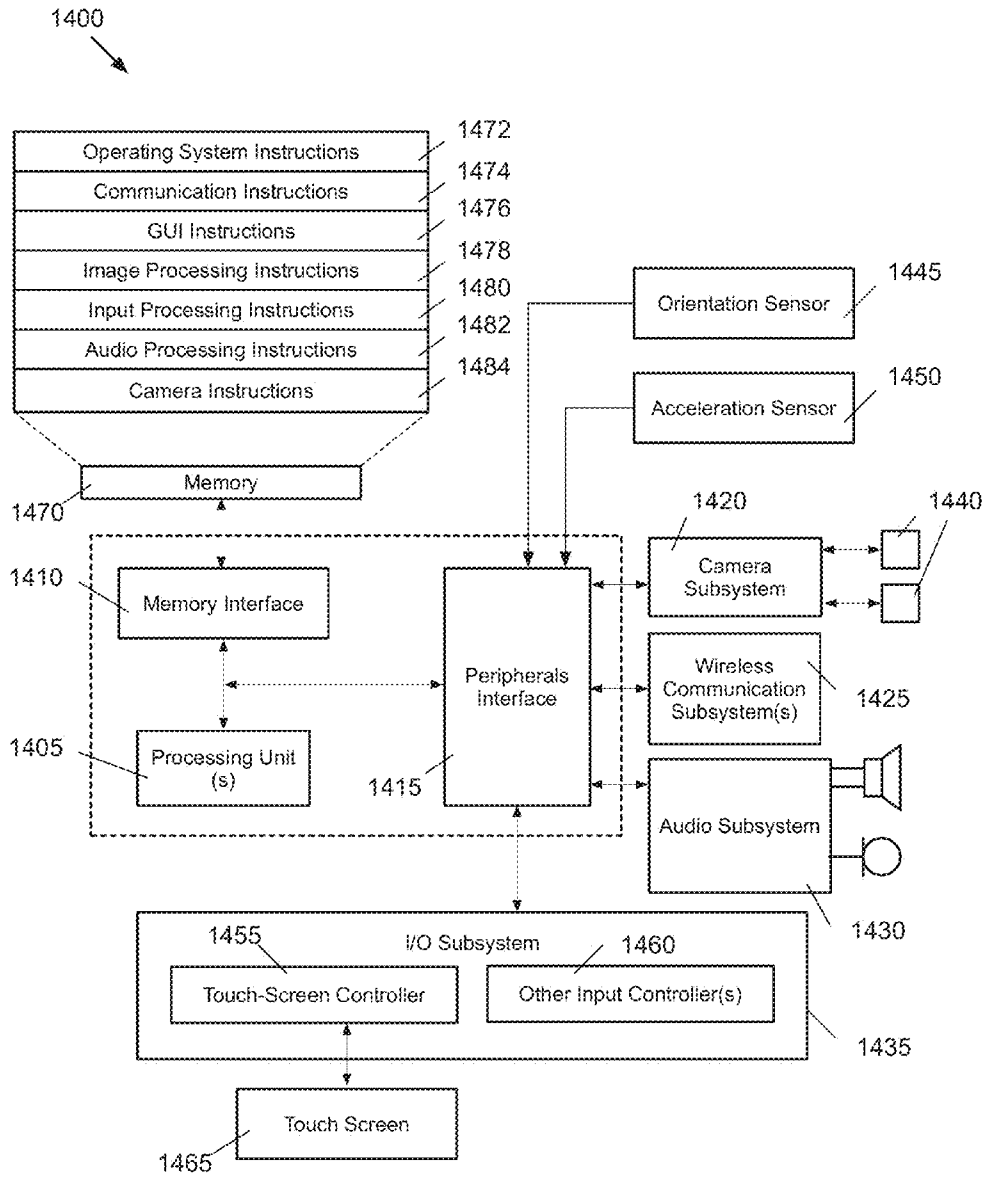 1400
1472
Operating System Instructions
1474
Communication Instructions
1476
GUI Instructions
1478
Image Processing Instructions
1480
Input Processing Instructions
1482
Audio Processing Instructions
1484
Camera Instructions
1445
Orientation Sensor
1450
Acceleration Sensor
Memory
1470
1420
1440
Camera
Subsystem
1410
Memory Interface
Peripherals
Interface
Wireless
Communication
Subsystem(s)
1425
1405
Processing Unit
(s)
1415
Audio Subsystem
1430
1455
I/O Subsystem
1460
Touch-Screen Controller
Other Input Controller(s)
1435
Touch Screen
1465